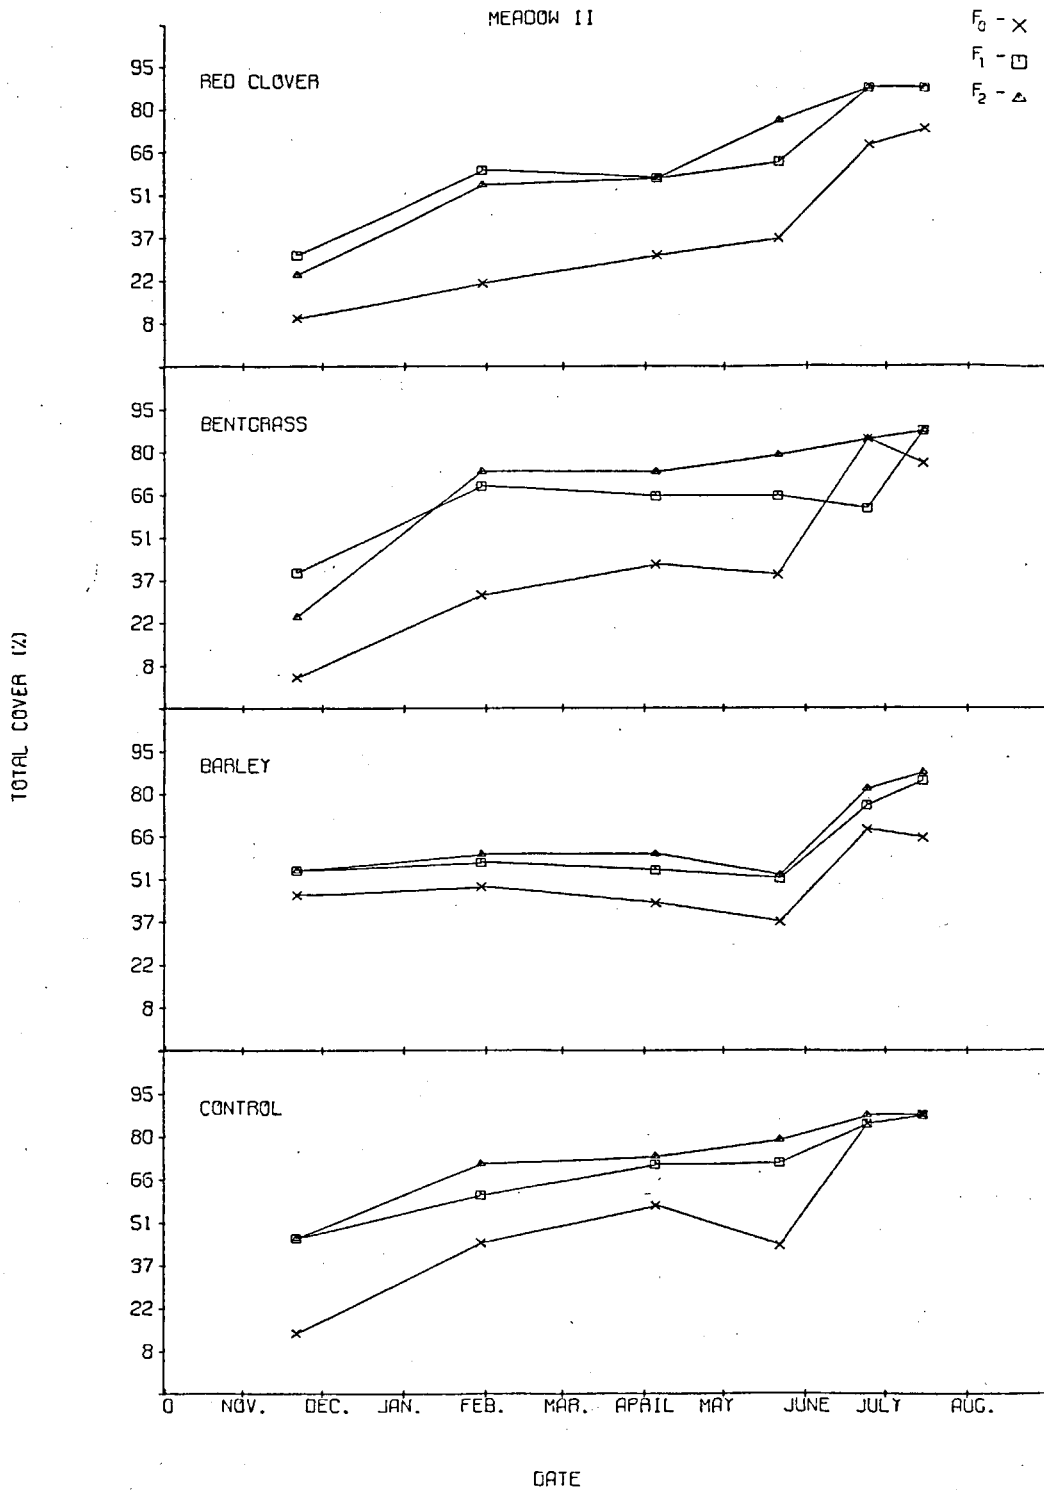 MEADOW II
F0 - ×
F1 - □
F2 - △
RED CLOVER
95
80
66
51
37
22
8
BENTGRASS
95
80
66
51
37
22
8
TOTAL COVER (%)
BARLEY
95
80
66
51
37
22
8
CONTROL
95
80
66
51
37
22
8
0 NOV. DEC. JAN. FEB. MAR. APRIL MAY JUNE JULY AUG.
DATE